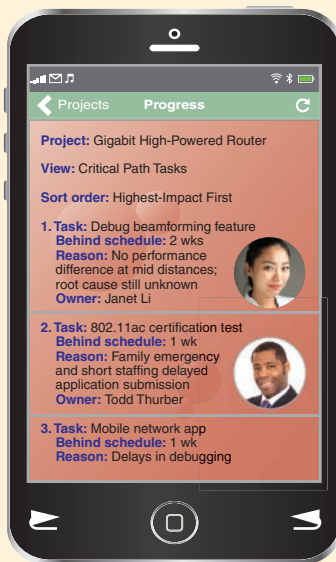 Projects Progress
Project: Gigabit High-Powered Router
View: Critical Path Tasks
Sort order: Highest-Impact First
1. Task: Debug beamforming feature
Behind schedule: 2 wks
Reason: No performance
difference at mid distances;
root cause still unknown
Owner: Janet Li
2. Task: 802.11ac certification test
Behind schedule: 1 wk
Reason: Family emergency
and short staffing delayed
application submission
Owner: Todd Thurber
3. Task: Mobile network app
Behind schedule: 1 wk
Reason: Delays in debugging